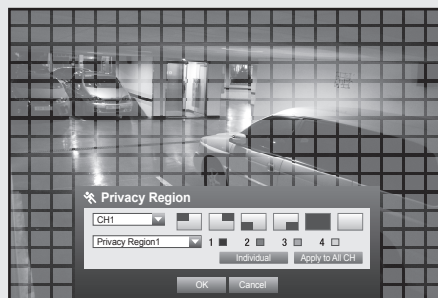 Privacy Region
CH1
Privacy Region1 1 2 3 4
Individual Apply to All CH
OK Cancel